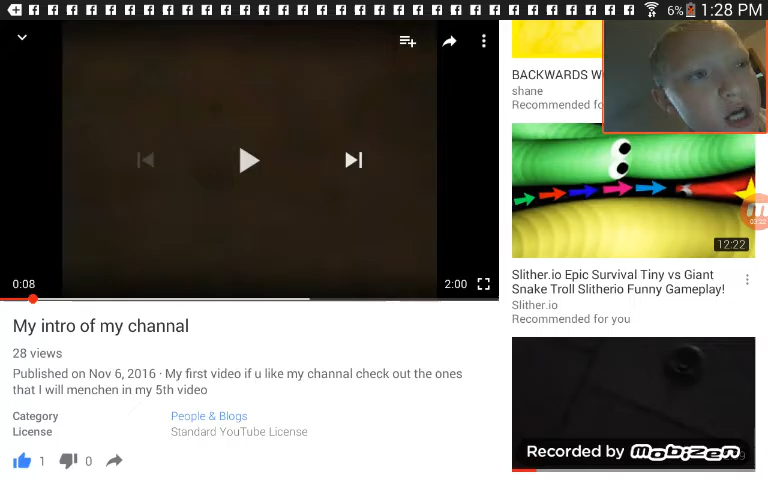 6% 1:28 PM
0:08
2:00
My intro of my channal
28 views
Published on Nov 6, 2016 · My first video if u like my channal check out the ones
that I will menchen in my 5th video
Category People & Blogs
License Standard YouTube License
1 0
BACKWARDS
shane
Recommended
12:22
Slither.io Epic Survival Tiny vs Giant
Snake Troll Slitherio Funny Gameplay!
Slither.io
Recommended for you
Recorded by Mobizen